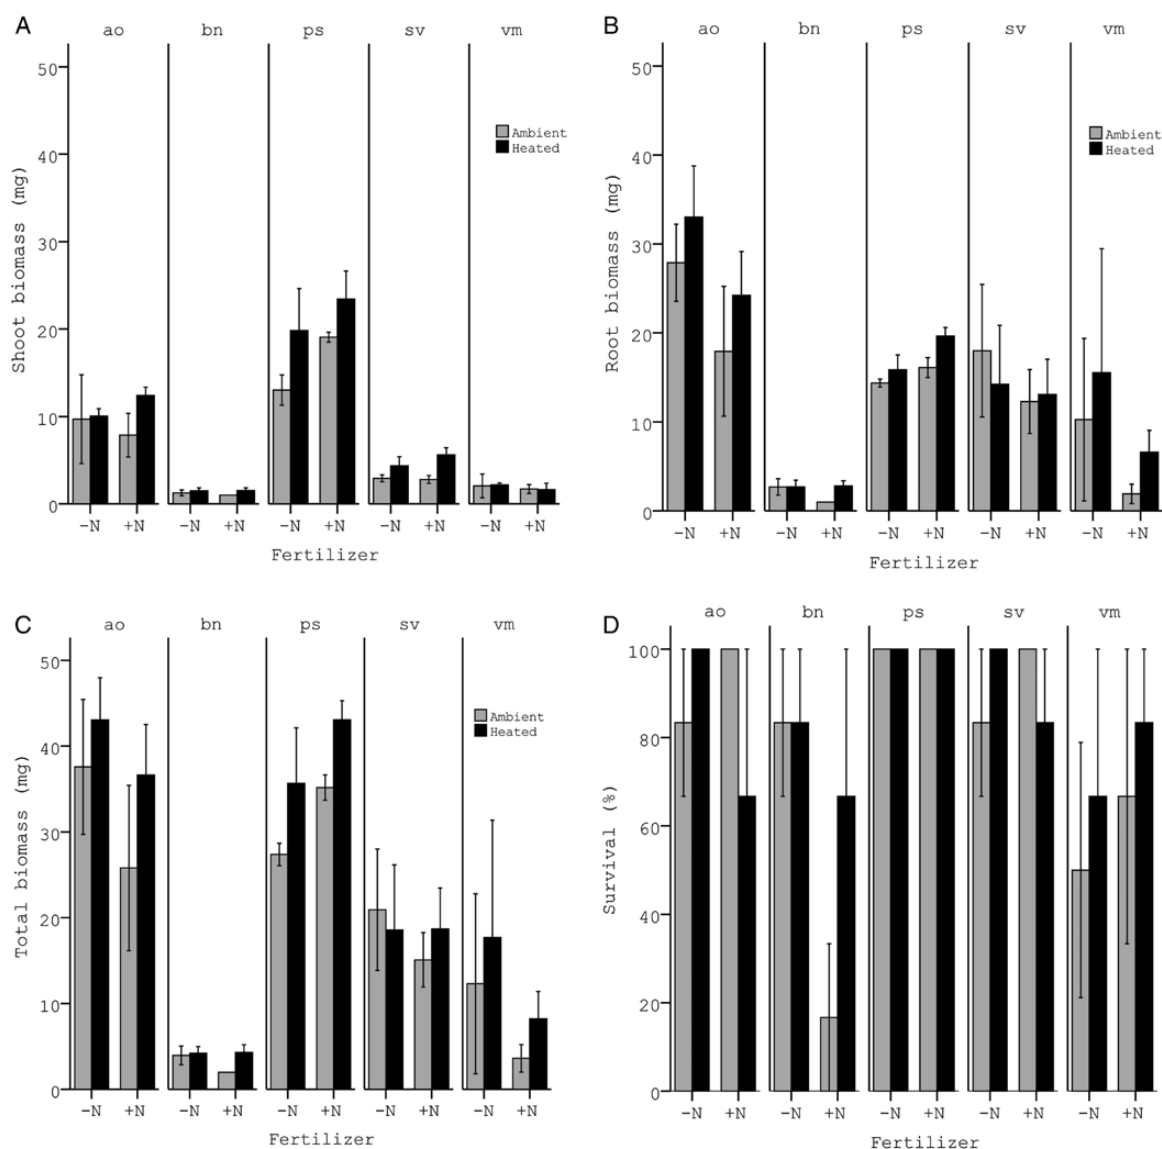 A
ao bn ps sv vm
50
40
30
20
10
0
Shoot biomass (mg)
Ambient
Heated
-N +N -N +N -N +N -N +N -N +N
Fertilizer
B
ao bn ps sv vm
50
40
30
20
10
0
Root biomass (mg)
Ambient
Heated
-N +N -N +N -N +N -N +N -N +N
Fertilizer
C
ao bn ps sv vm
50
40
30
20
10
0
Total biomass (mg)
Ambient
Heated
-N +N -N +N -N +N -N +N -N +N
Fertilizer
D
ao bn ps sv vm
100
80
60
40
20
0
Survival (%)
-N +N -N +N -N +N -N +N -N +N
Fertilizer